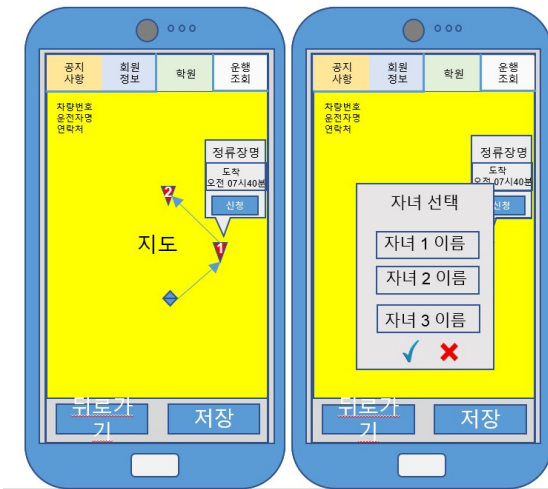 공지
사항
회원
정보
학원
운행
조회
차량번호
운전자명
연락처
정류장명
도착
오전 07시40분
신청
2
지도
1
뒤로가
기
저장
공지
사항
회원
정보
학원
운행
조회
차량번호
운전자명
연락처
정류장명
도착
오전 07시40분
신청
자녀 선택
자녀 1 이름
자녀 2 이름
자녀 3 이름
뒤로가
기
저장